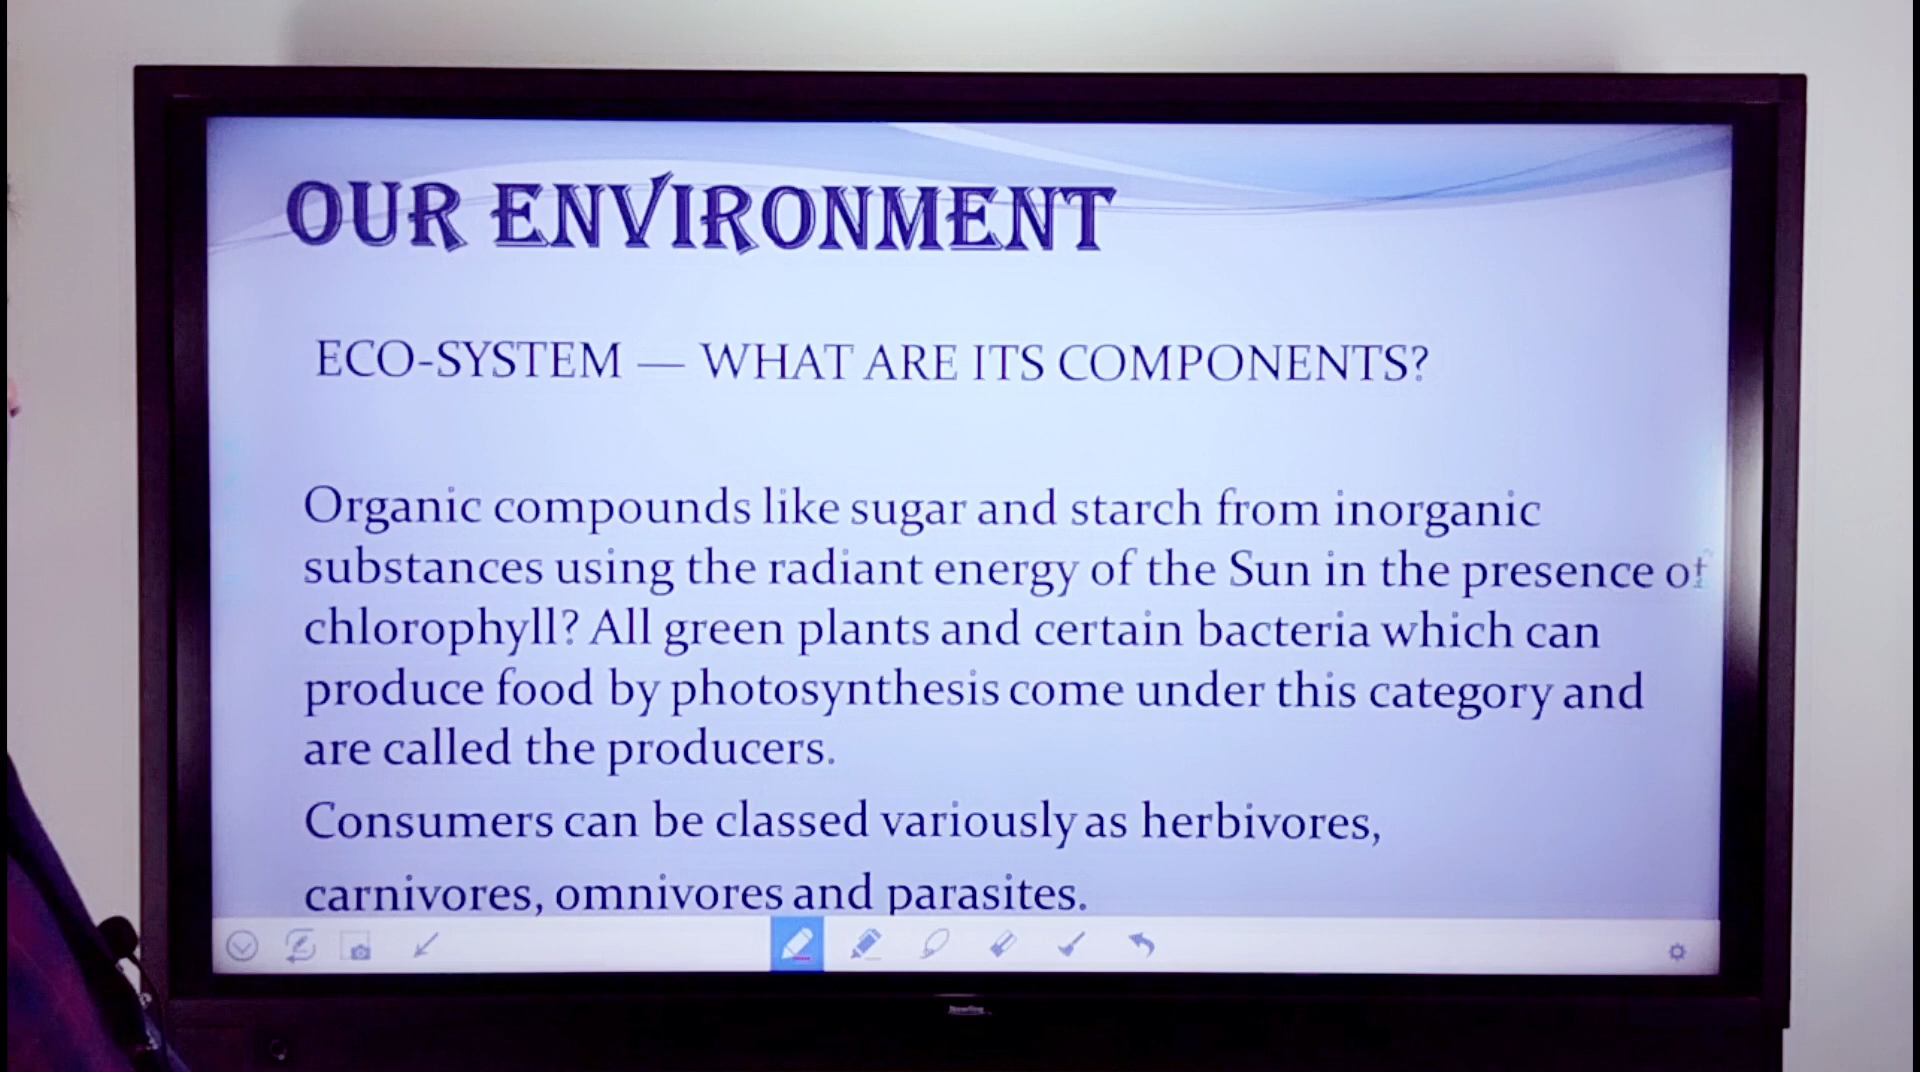 OUR ENVIRONMENT
ECO-SYSTEM — WHAT ARE ITS COMPONENTS?
Organic compounds like sugar and starch from inorganic
substances using the radiant energy of the Sun in the presence of
chlorophyll? All green plants and certain bacteria which can
produce food by photosynthesis come under this category and
are called the producers.
Consumers can be classed variously as herbivores,
carnivores, omnivores and parasites.